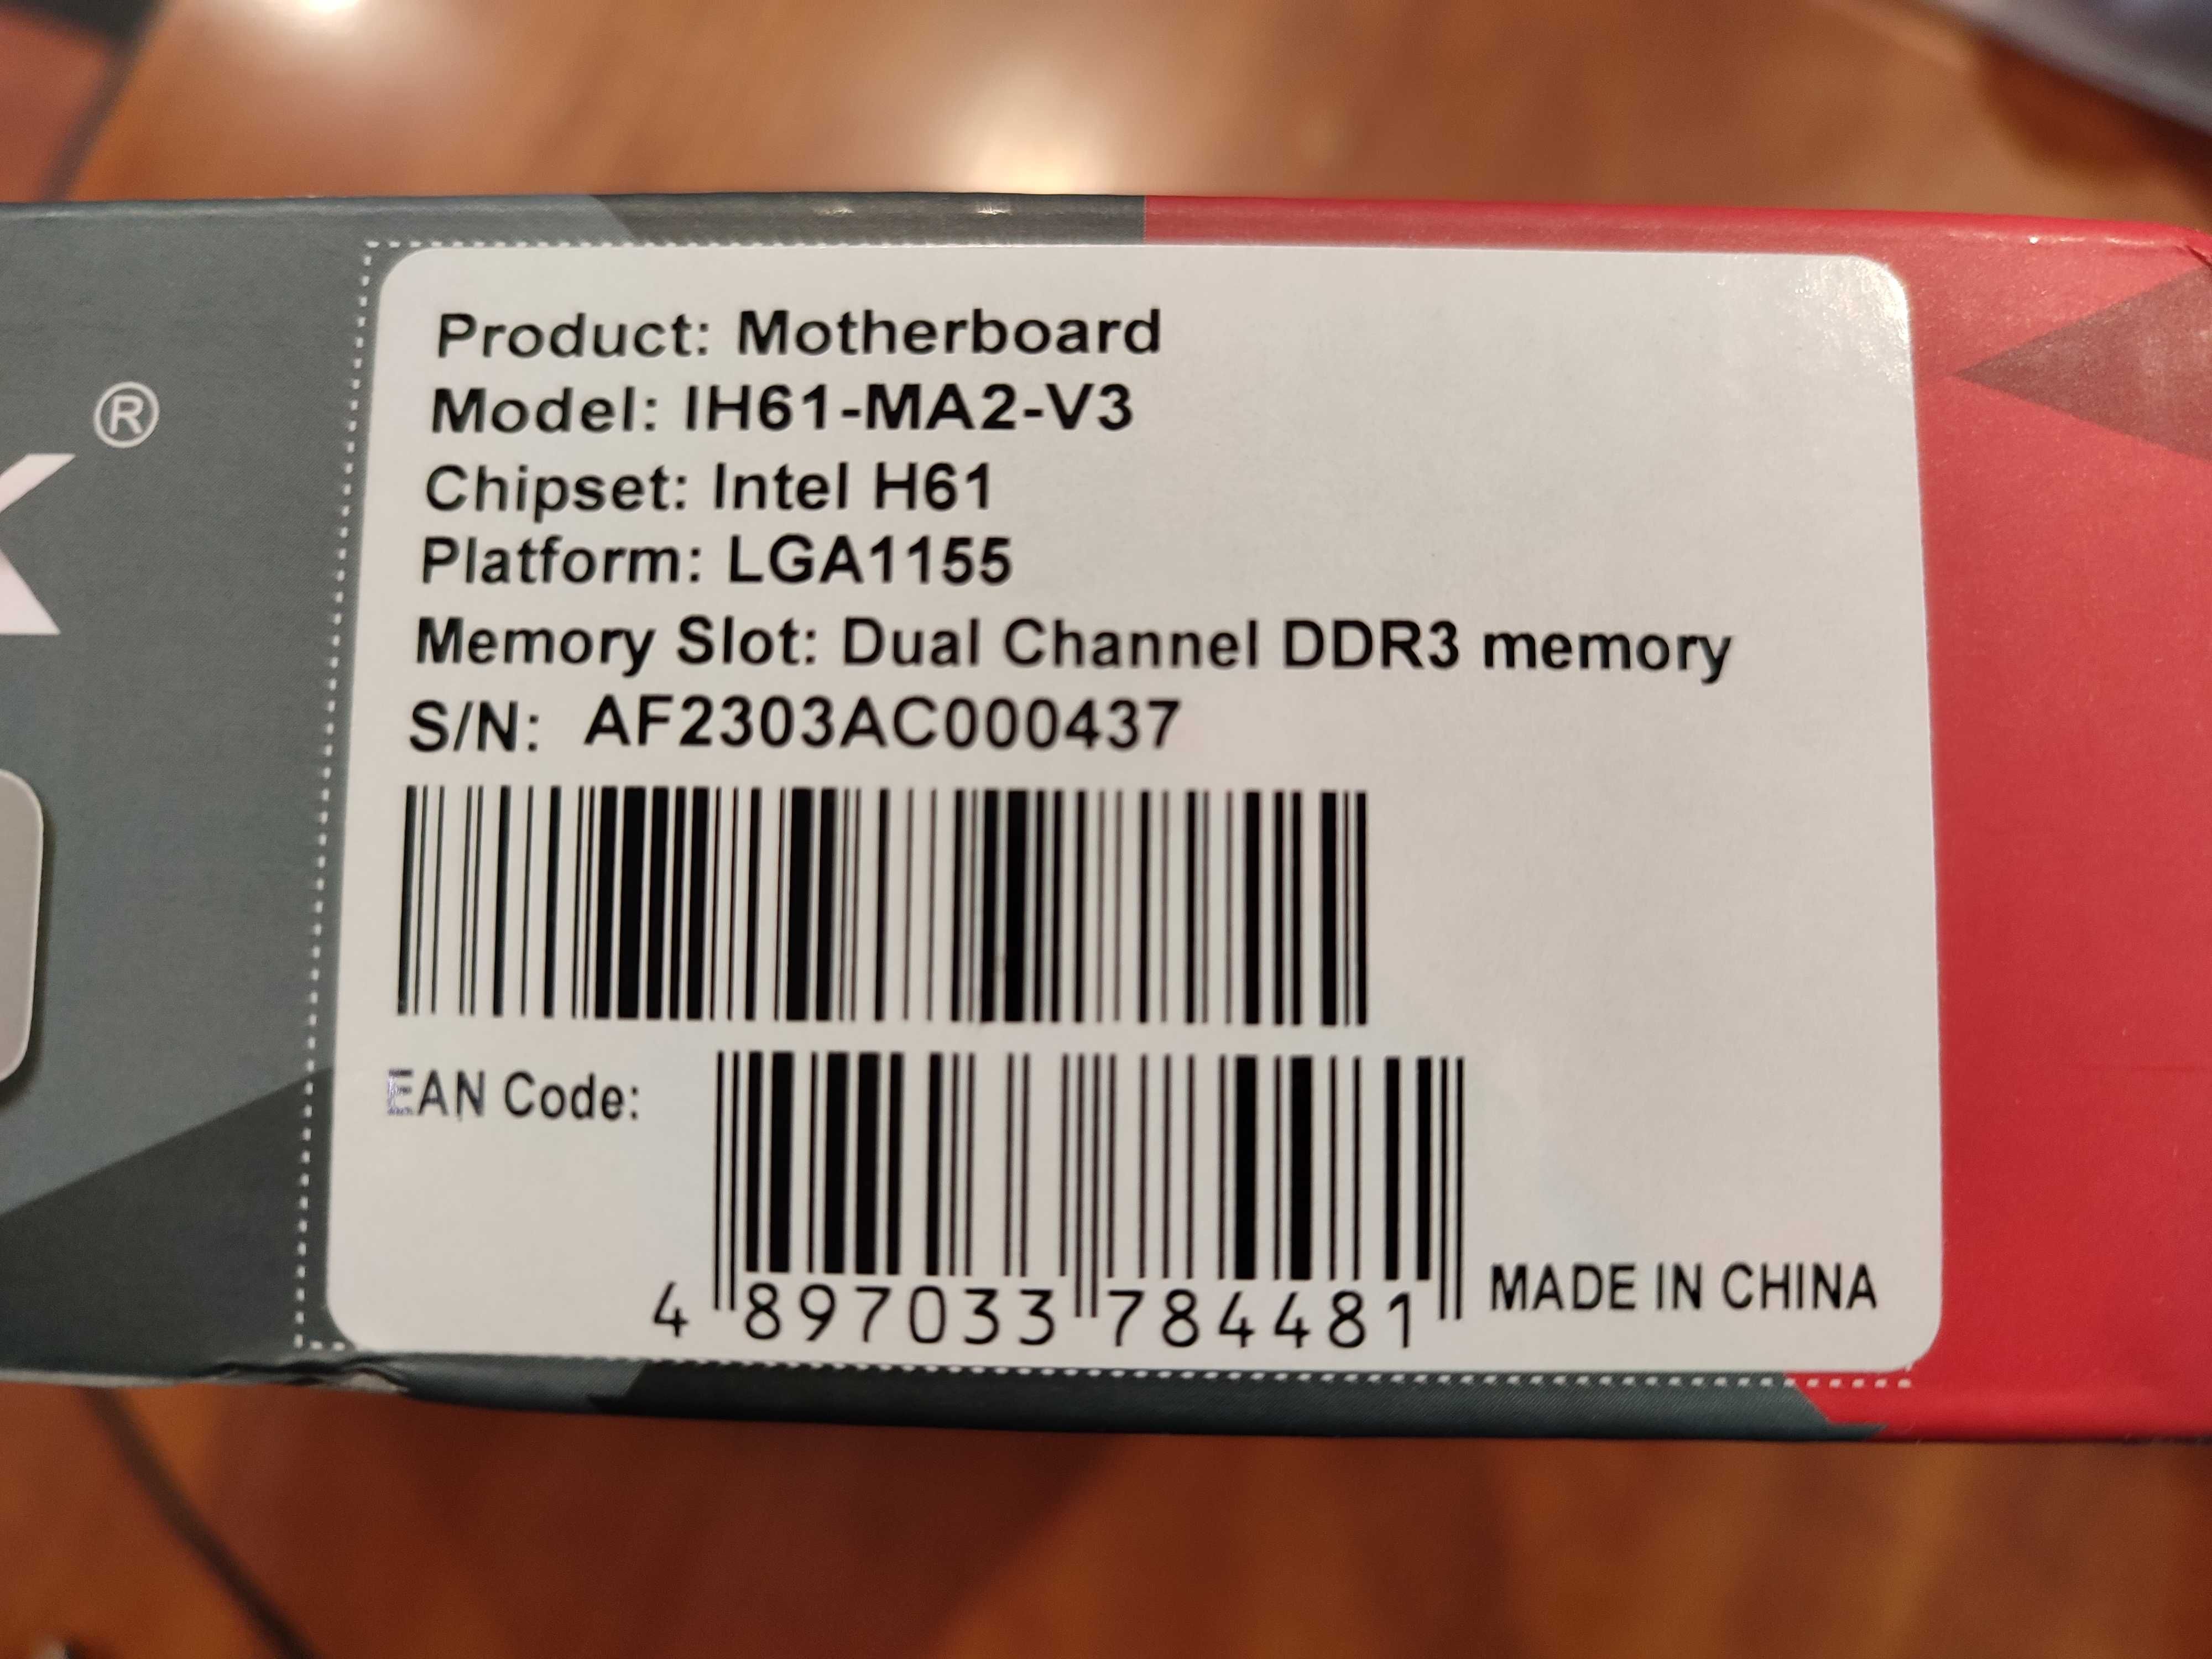 Product: Motherboard
Model: IH61-MA2-V3
Chipset: Intel H61
Platform: LGA1155
Memory Slot: Dual Channel DDR3 memory
S/N: AF2303AC000437
EAN Code:
4 897033 784481
MADE IN CHINA
X®